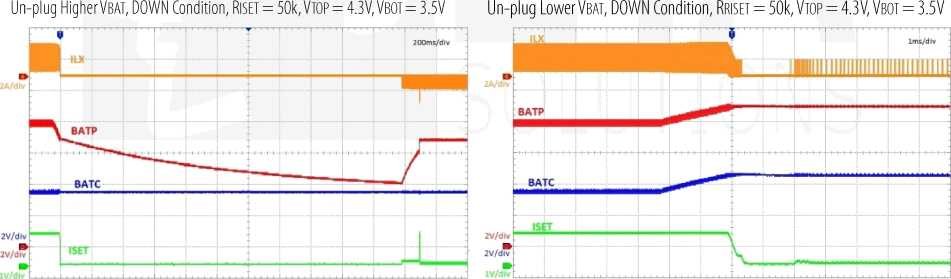 Un-plug Higher VBAT, DOWN Condition, RISET = 50k, VTOP = 4.3V, VBOT = 3.5V
200ms/div
ILX
2A/div
BATP
BATC
2V/div
2V/div
ISET
1V/div
Un-plug Lower VBAT, DOWN Condition, RISET = 50k, VTOP = 4.3V, VBOT = 3.5V
ILX
1ms/div
2A/div
BATP
BATC
ISET
2V/div
2V/div
1V/div